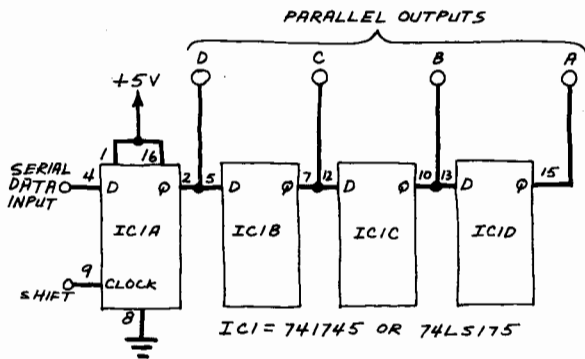 PARALLEL OUTPUTS
D C B A
+5V
1 16
SERIAL DATA INPUT
4 D Q 2 5 D Q 7 12 D Q 10 13 D Q 15
IC1A IC1B IC1C IC1D
9 CLOCK
SHIFT
8
IC1 = 741745 OR 74LS175